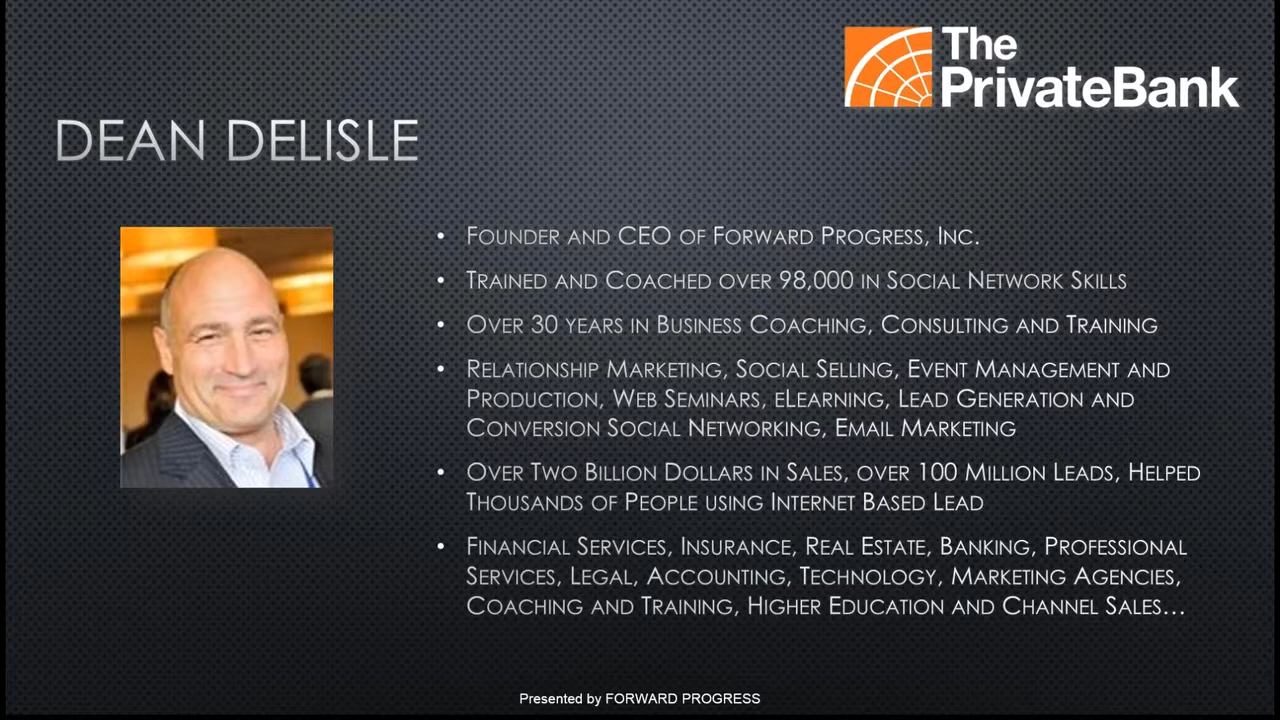 The
PrivateBank
DEAN DELISLE
• FOUNDER AND CEO OF FORWARD PROGRESS, INC.
• TRAINED AND COACHED OVER 98,000 IN SOCIAL NETWORK SKILLS
• OVER 30 YEARS IN BUSINESS COACHING, CONSULTING AND TRAINING
• RELATIONSHIP MARKETING, SOCIAL SELLING, EVENT MANAGEMENT AND
PRODUCTION, WEB SEMINARS, ELEARNING, LEAD GENERATION AND
CONVERSION SOCIAL NETWORKING, EMAIL MARKETING
• OVER TWO BILLION DOLLARS IN SALES, OVER 100 MILLION LEADS, HELPED
THOUSANDS OF PEOPLE USING INTERNET BASED LEAD
• FINANCIAL SERVICES, INSURANCE, REAL ESTATE, BANKING, PROFESSIONAL
SERVICES, LEGAL, ACCOUNTING, TECHNOLOGY, MARKETING AGENCIES,
COACHING AND TRAINING, HIGHER EDUCATION AND CHANNEL SALES…
Presented by FORWARD PROGRESS